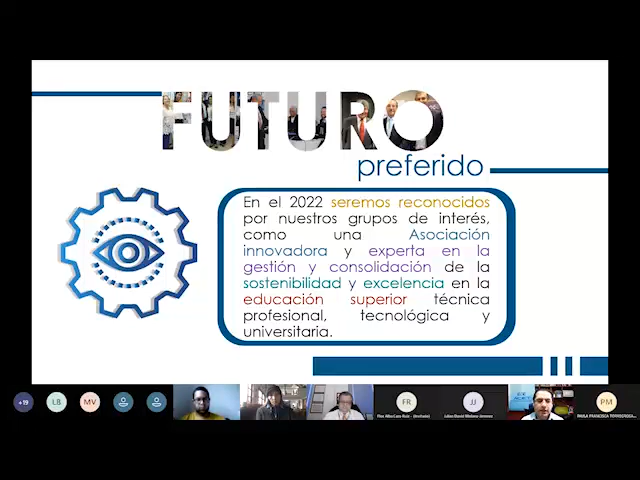 FUTURO
preferido
En el 2022 seremos reconocidos
por nuestros grupos de interés,
como una Asociación
innovadora y experta en la
gestión y consolidación de la
sostenibilidad y excelencia en la
educación superior técnica
profesional, tecnológica y
universitaria.
+19
LB
MV
FR
JJ
PM